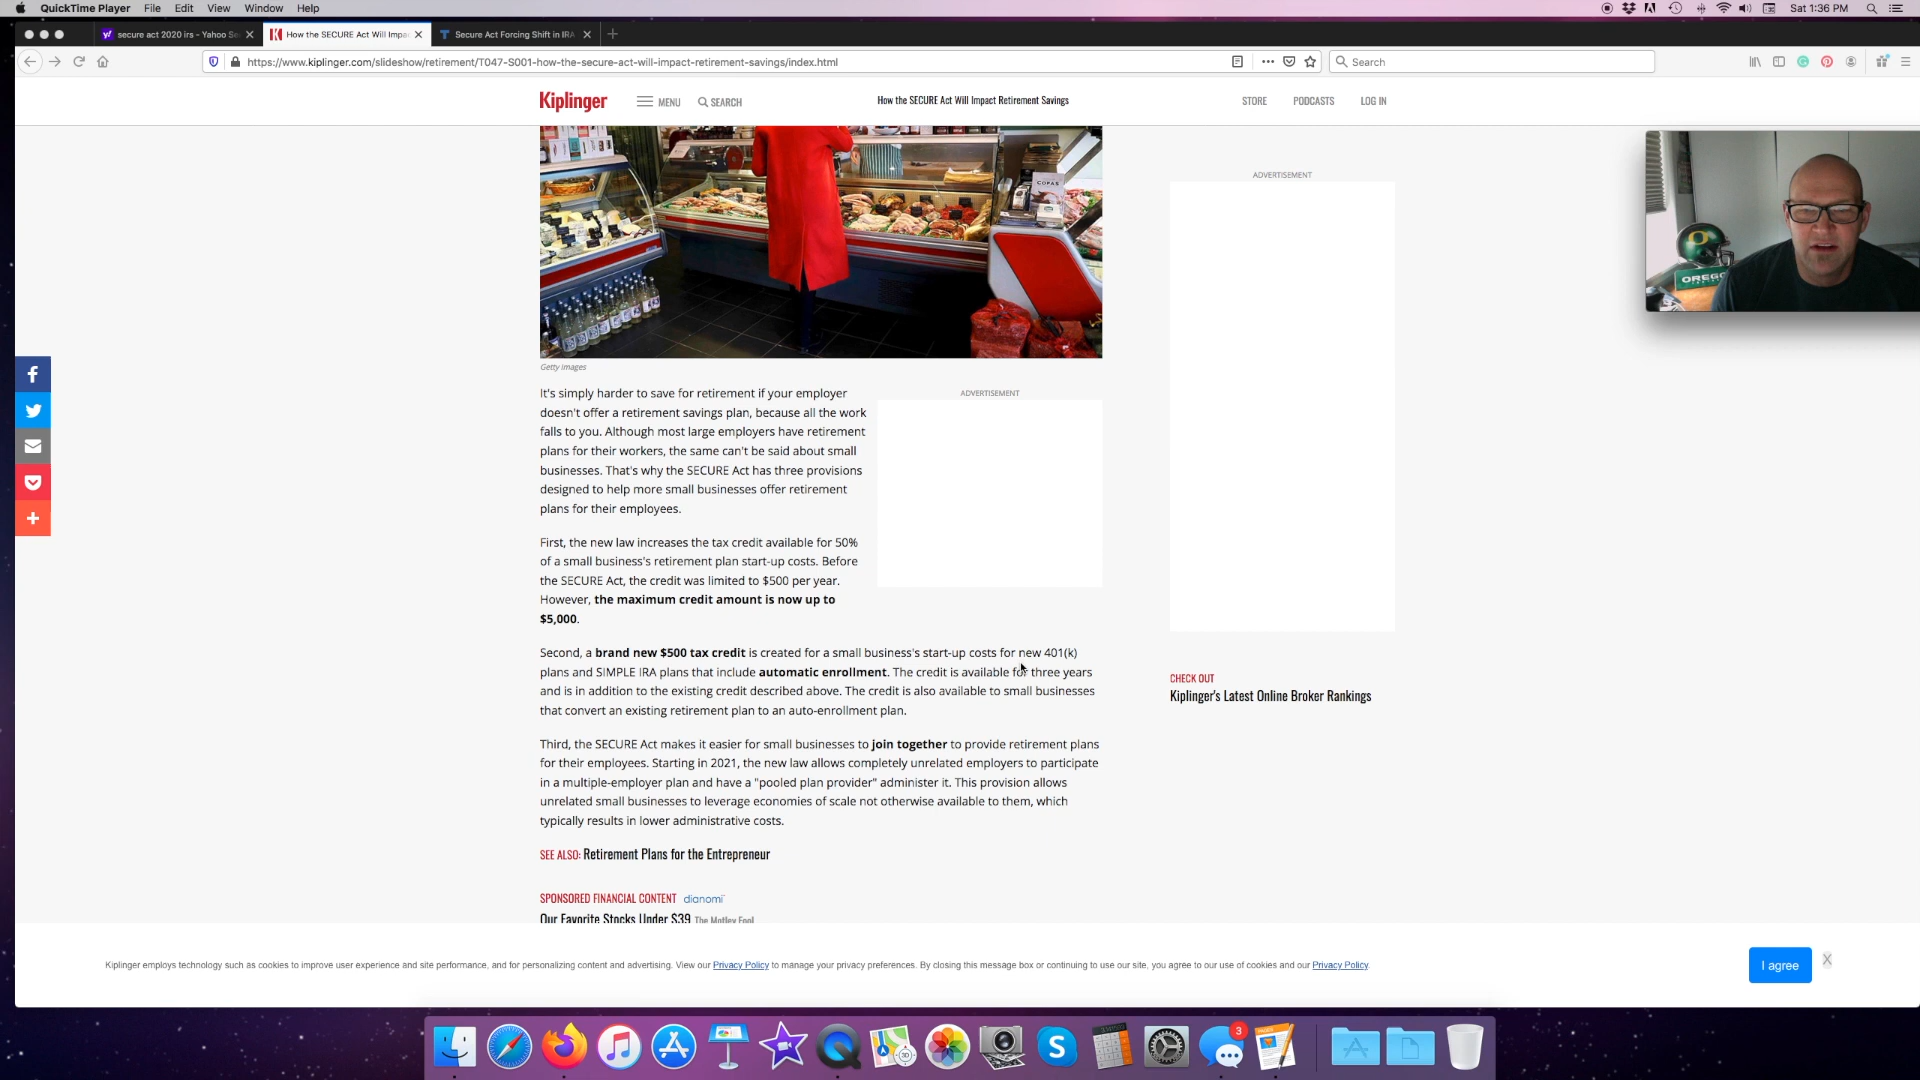 QuickTime Player File Edit View Window Help
Sat 1:36 PM
secure act 2020 irs - Yahoo Se
How the SECURE Act Will Impa
Secure Act Forcing Shift in IRA
https://www.kiplinger.com/slideshow/retirement/T047-S001-how-the-secure-act-will-impact-retirement-savings/index.html
Search
Kiplinger
MENU
SEARCH
How the SECURE Act Will Impact Retirement Savings
STORE
PODCASTS
LOG IN
ADVERTISEMENT
COPAS
OREGO
Getty Images
It's simply harder to save for retirement if your employer
doesn't offer a retirement savings plan, because all the work
falls to you. Although most large employers have retirement
plans for their workers, the same can't be said about small
businesses. That's why the SECURE Act has three provisions
designed to help more small businesses offer retirement
plans for their employees.
ADVERTISEMENT
First, the new law increases the tax credit available for 50%
of a small business's retirement plan start-up costs. Before
the SECURE Act, the credit was limited to $500 per year.
However, the maximum credit amount is now up to
$5,000.
Second, a brand new $500 tax credit is created for a small business's start-up costs for new 401(k)
plans and SIMPLE IRA plans that include automatic enrollment. The credit is available for three years
and is in addition to the existing credit described above. The credit is also available to small businesses
that convert an existing retirement plan to an auto-enrollment plan.
CHECK OUT
Kiplinger's Latest Online Broker Rankings
Third, the SECURE Act makes it easier for small businesses to join together to provide retirement plans
for their employees. Starting in 2021, the new law allows completely unrelated employers to participate
in a multiple-employer plan and have a "pooled plan provider" administer it. This provision allows
unrelated small businesses to leverage economies of scale not otherwise available to them, which
typically results in lower administrative costs.
SEE ALSO: Retirement Plans for the Entrepreneur
SPONSORED FINANCIAL CONTENT dianomi
Our Favorite Stocks Under $39 The Motley Fool
Kiplinger employs technology such as cookies to improve user experience and site performance, and for personalizing content and advertising. View our Privacy Policy to manage your privacy preferences. By closing this message box or continuing to use our site, you agree to our use of cookies and our Privacy Policy.
I agree
X
3